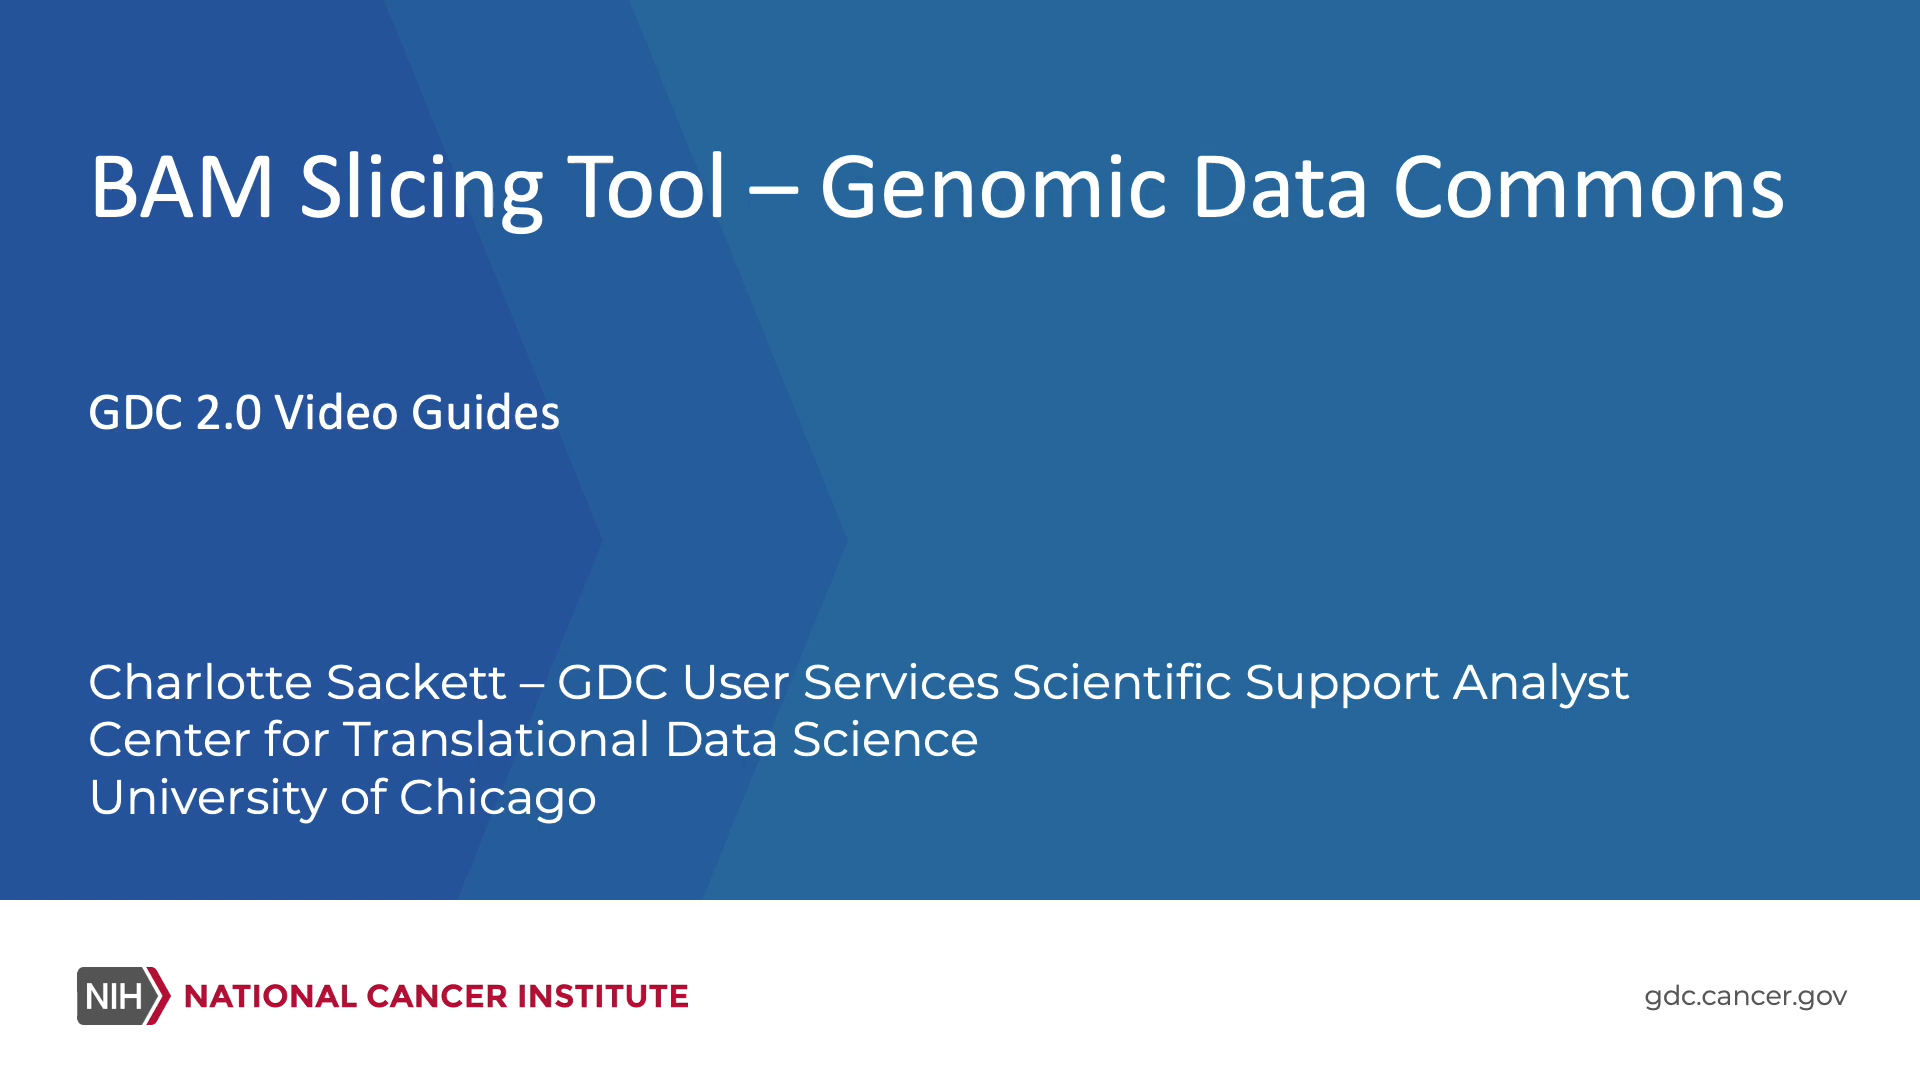 BAM Slicing Tool – Genomic Data Commons
GDC 2.0 Video Guides
Charlotte Sackett – GDC User Services Scientific Support Analyst
Center for Translational Data Science
University of Chicago
NIH NATIONAL CANCER INSTITUTE
gdc.cancer.gov